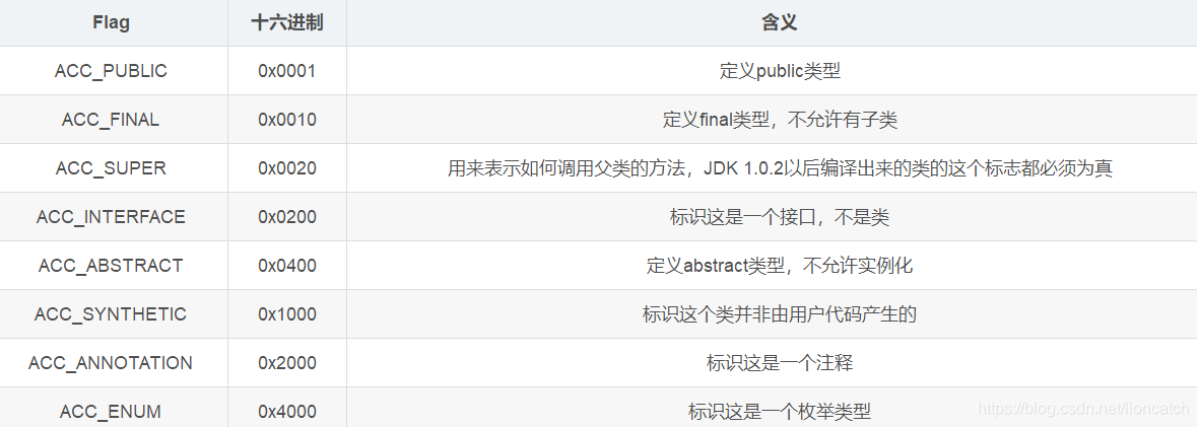 Flag 十六进制 含义
ACC_PUBLIC 0x0001 定义public类型
ACC_FINAL 0x0010 定义final类型，不允许有子类
ACC_SUPER 0x0020 用来表示如何调用父类的方法，JDK 1.0.2以后编译出来的类的这个标志都必须为真
ACC_INTERFACE 0x0200 标识这是一个接口，不是类
ACC_ABSTRACT 0x0400 定义abstract类型，不允许实例化
ACC_SYNTHETIC 0x1000 标识这个类并非由用户代码产生的
ACC_ANNOTATION 0x2000 标识这是一个注释
ACC_ENUM 0x4000 标识这是一个枚举类型
https://blog.csdn.net/lioncatch